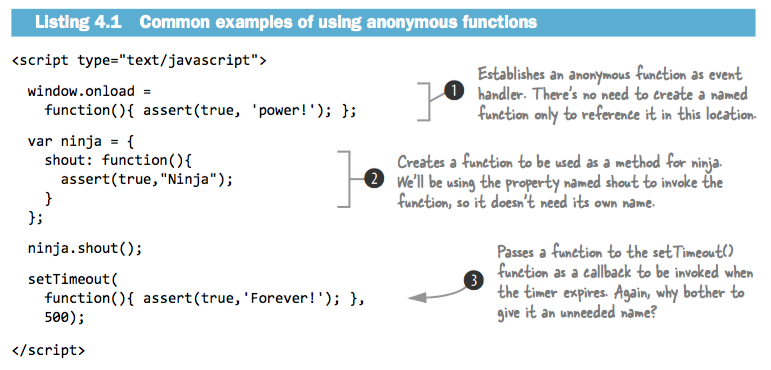 Listing 4.1 Common examples of using anonymous functions
<script type="text/javascript">
window.onload =
function(){ assert(true, 'power!'); };
1
Establishes an anonymous function as event
handler. There's no need to create a named
function only to reference it in this location.
var ninja = {
shout: function(){
assert(true,"Ninja");
}
};
2
Creates a function to be used as a method for ninja.
We'll be using the property named shout to invoke the
function, so it doesn't need its own name.
ninja.shout();
setTimeout(
function(){ assert(true,'Forever!'); },
500);
3
Passes a function to the setTimeout()
function as a callback to be invoked when
the timer expires. Again, why bother to
give it an unneeded name?
</script>